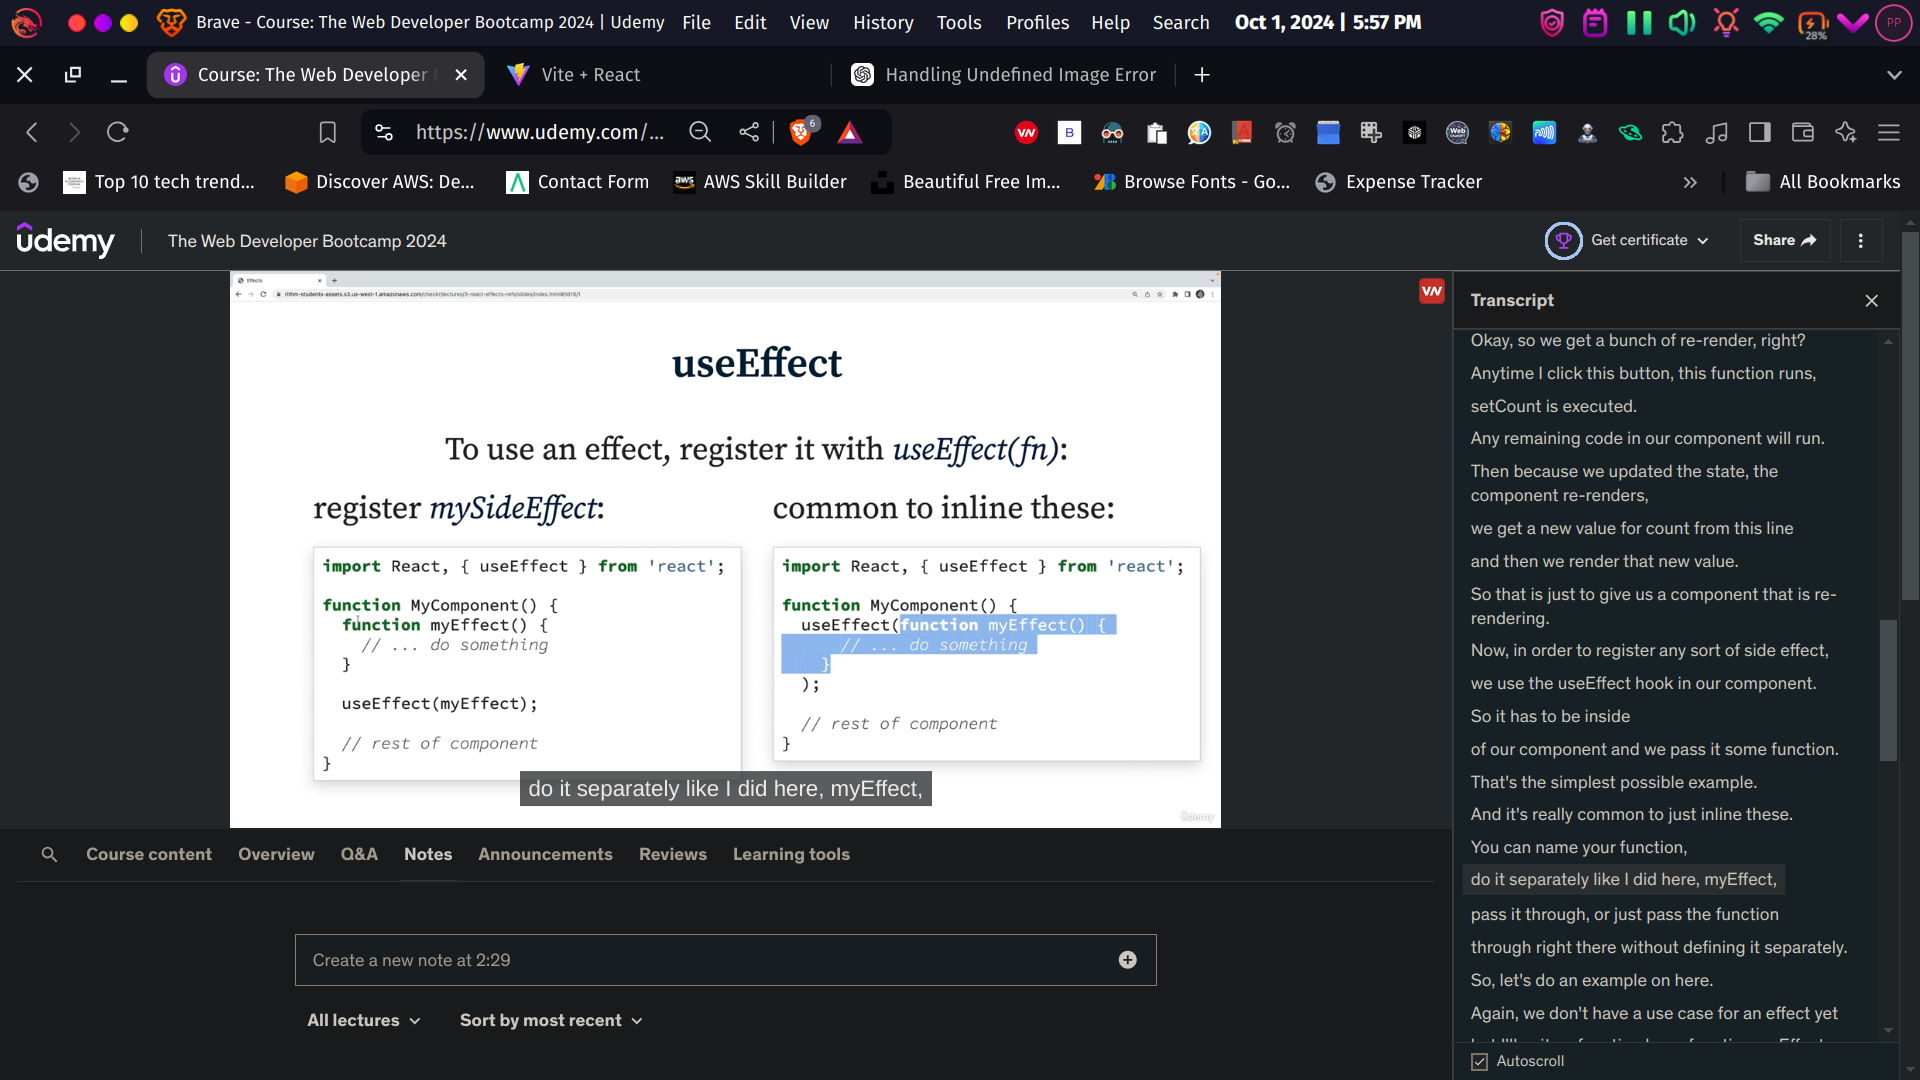 Brave - Course: The Web Developer Bootcamp 2024 | Udemy File Edit View History Tools Profiles Help Search Oct 1, 2024 | 5:57 PM 28% PP
Course: The Web Developer Vite + React Handling Undefined Image Error
https://www.udemy.com/... 6
Top 10 tech trend... Discover AWS: De... Contact Form AWS Skill Builder Beautiful Free Im... Browse Fonts - Go... Expense Tracker All Bookmarks
udemy The Web Developer Bootcamp 2024 Get certificate Share
Effects
useEffect
To use an effect, register it with useEffect(fn):
register mySideEffect:
import React, { useEffect } from 'react';
function MyComponent() {
function myEffect() {
// ... do something
}
useEffect(myEffect);
// rest of component
}
common to inline these:
import React, { useEffect } from 'react';
function MyComponent() {
useEffect(function myEffect() {
// ... do something
}
);
// rest of component
}
do it separately like I did here, myEffect,
Udemy
Transcript
Okay, so we get a bunch of re-render, right?
Anytime I click this button, this function runs,
setCount is executed.
Any remaining code in our component will run.
Then because we updated the state, the
component re-renders,
we get a new value for count from this line
and then we render that new value.
So that is just to give us a component that is re-
rendering.
Now, in order to register any sort of side effect,
we use the useEffect hook in our component.
So it has to be inside
of our component and we pass it some function.
That's the simplest possible example.
And it's really common to just inline these.
You can name your function,
do it separately like I did here, myEffect,
pass it through, or just pass the function
through right there without defining it separately.
So, let's do an example on here.
Again, we don't have a use case for an effect yet
Autoscroll
Course content Overview Q&A Notes Announcements Reviews Learning tools
Create a new note at 2:29
All lectures Sort by most recent